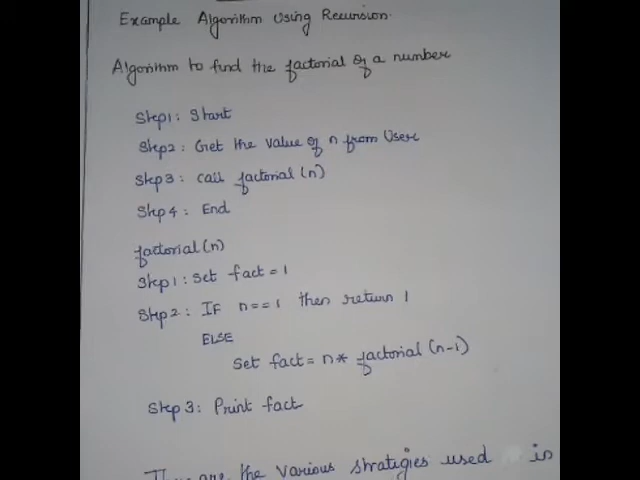 Example Algorithm Using Recursion.
Algorithm to find the factorial of a number
Step1: Start
Step2: Get the value of n from User
Step3: call factorial (n)
Step4: End
factorial (n)
Step1: Set fact = 1
Step2: IF n==1 then return 1
ELSE
Set fact = n* factorial (n-1)
Step3: Print fact
are the various stratigies used in